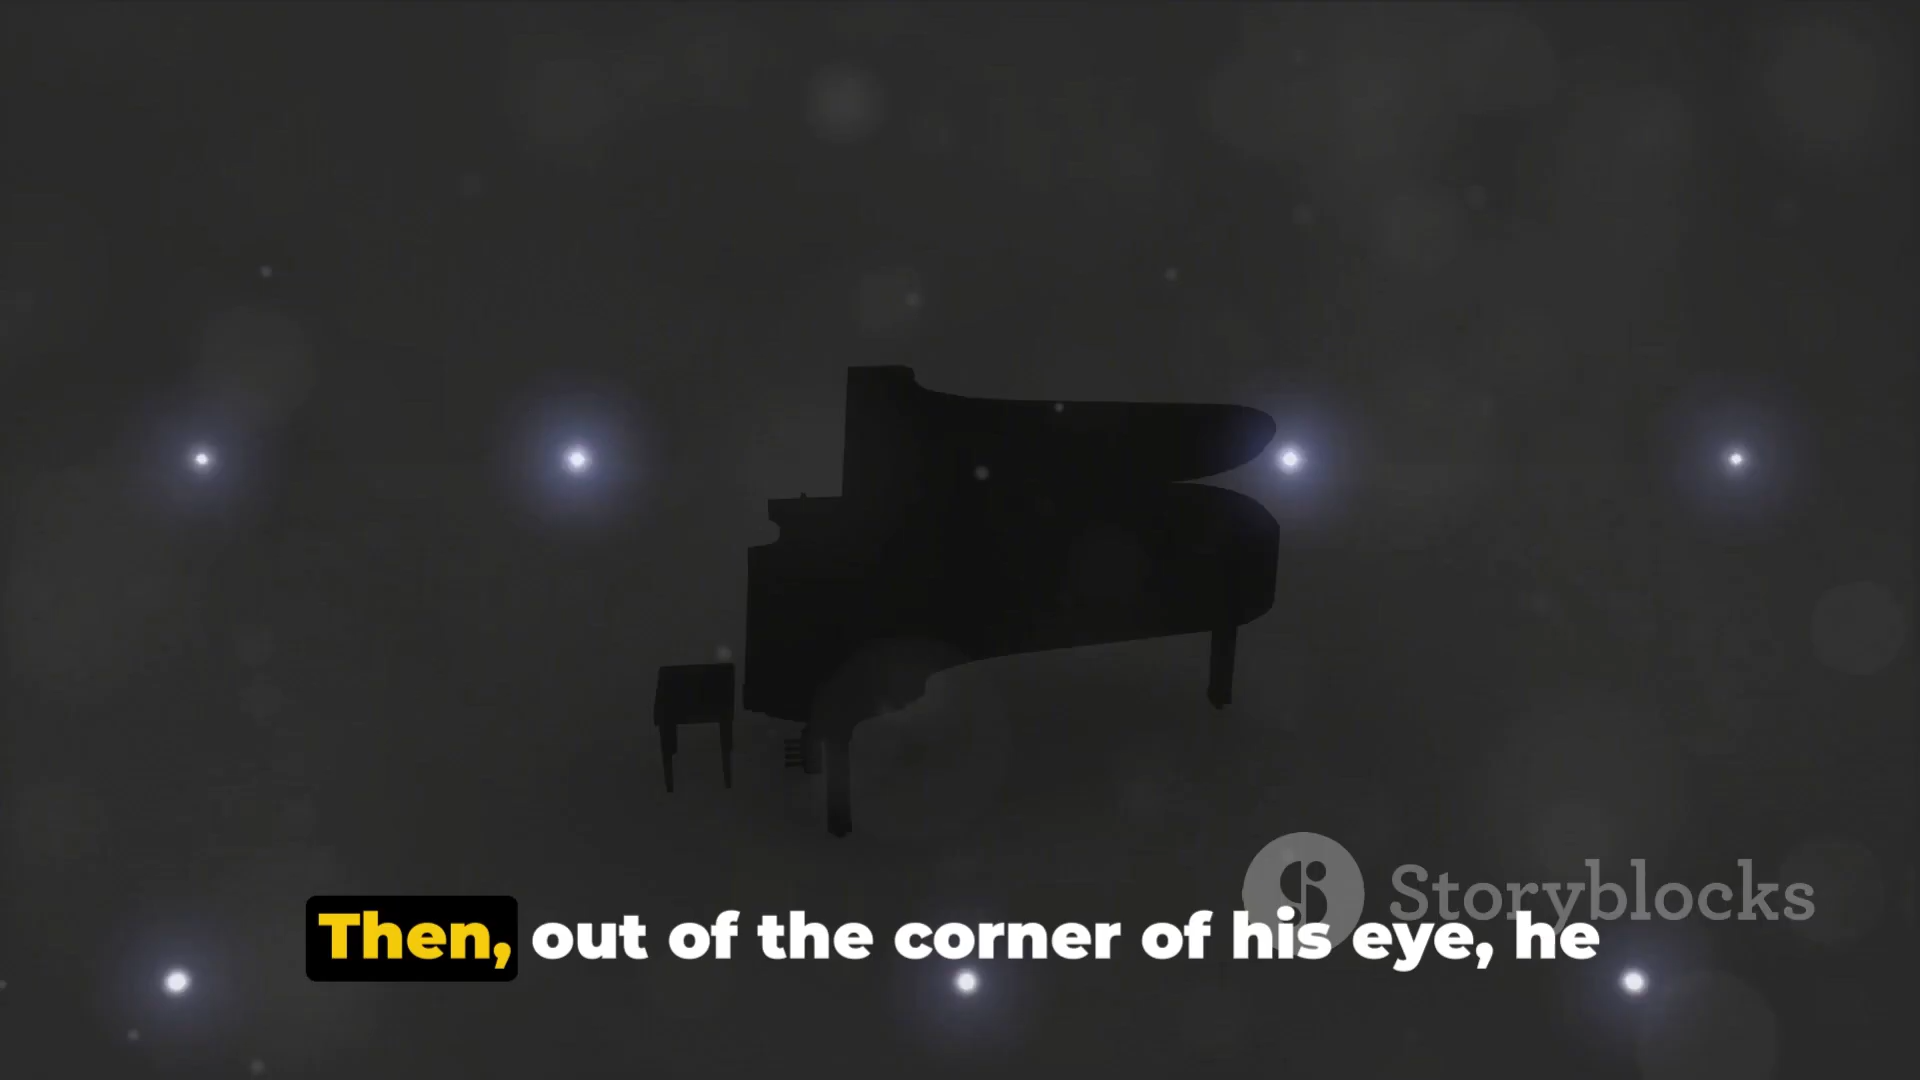 Storyblocks
Then, out of the corner of his eye, he